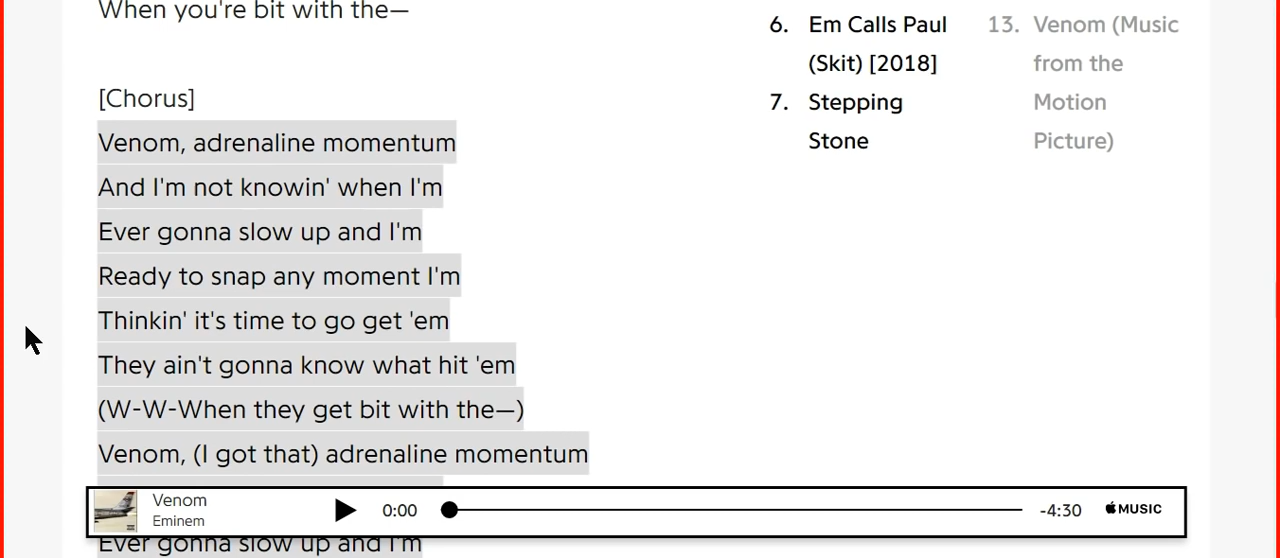 When you're bit with the—
[Chorus]
Venom, adrenaline momentum
And I'm not knowin' when I'm
Ever gonna slow up and I'm
Ready to snap any moment I'm
Thinkin' it's time to go get 'em
They ain't gonna know what hit 'em
(W-W-When they get bit with the—)
Venom, (I got that) adrenaline momentum
Ever gonna slow up and I'm
6. Em Calls Paul
(Skit) [2018]
7. Stepping
Stone
13. Venom (Music
from the
Motion
Picture)
Venom
Eminem
0:00
-4:30
MUSIC